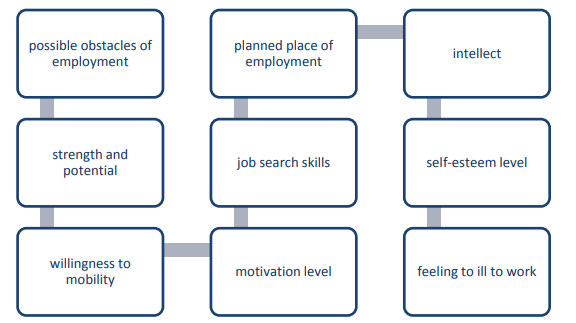 possible obstacles of
employment
strength and
potential
willingness to
mobility
motivation level
job search skills
planned place of
employment
intellect
self-esteem level
feeling to ill to work